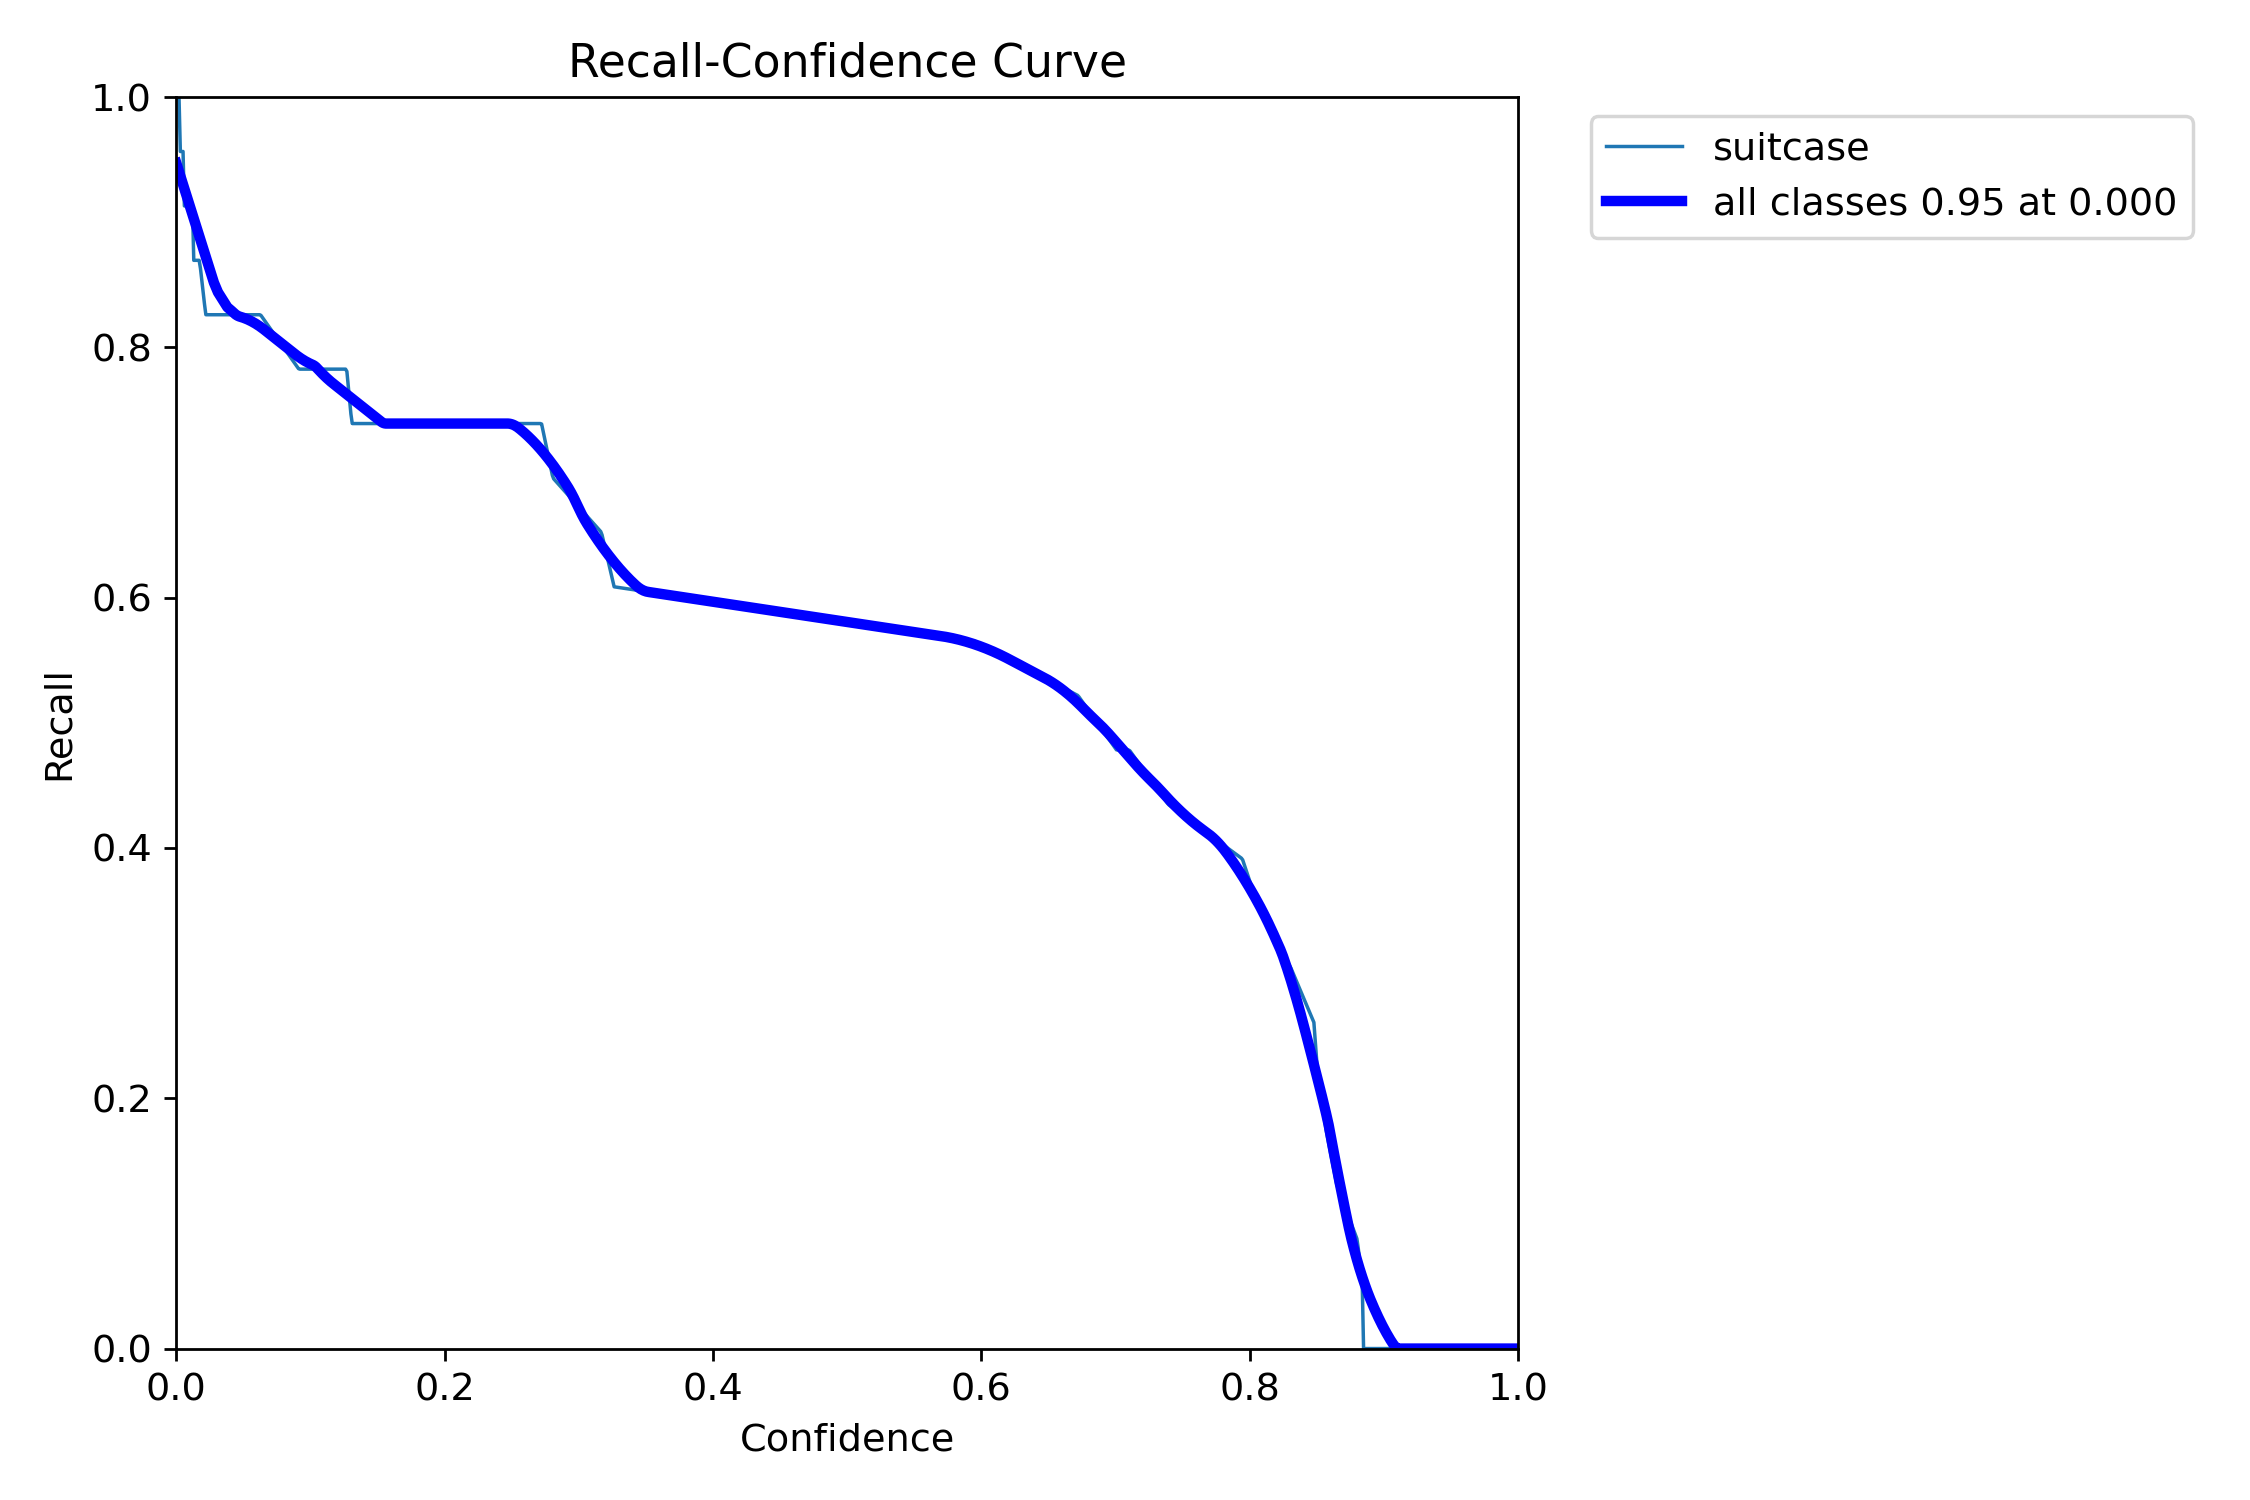 Recall-Confidence Curve
1.0
0.8
0.6
0.4
0.2
0.0
Recall
0.0 0.2 0.4 0.6 0.8 1.0
Confidence
suitcase
all classes 0.95 at 0.000